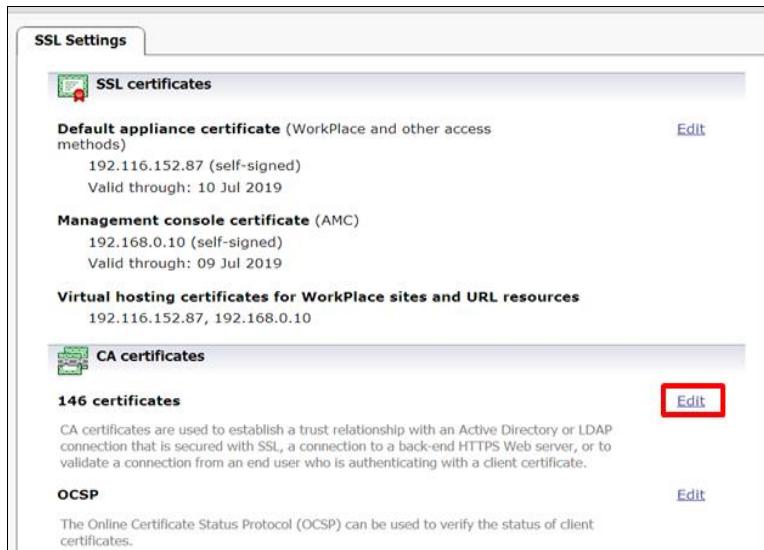 SSL Settings
SSL certificates
Default appliance certificate (WorkPlace and other access
methods)
Edit
192.116.152.87 (self-signed)
Valid through: 10 Jul 2019
Management console certificate (AMC)
192.168.0.10 (self-signed)
Valid through: 09 Jul 2019
Virtual hosting certificates for WorkPlace sites and URL resources
192.116.152.87, 192.168.0.10
CA certificates
146 certificates
Edit
CA certificates are used to establish a trust relationship with an Active Directory or LDAP
connection that is secured with SSL, a connection to a back-end HTTPS Web server, or to
validate a connection from an end user who is authenticating with a client certificate.
OCSP
Edit
The Online Certificate Status Protocol (OCSP) can be used to verify the status of client
certificates.